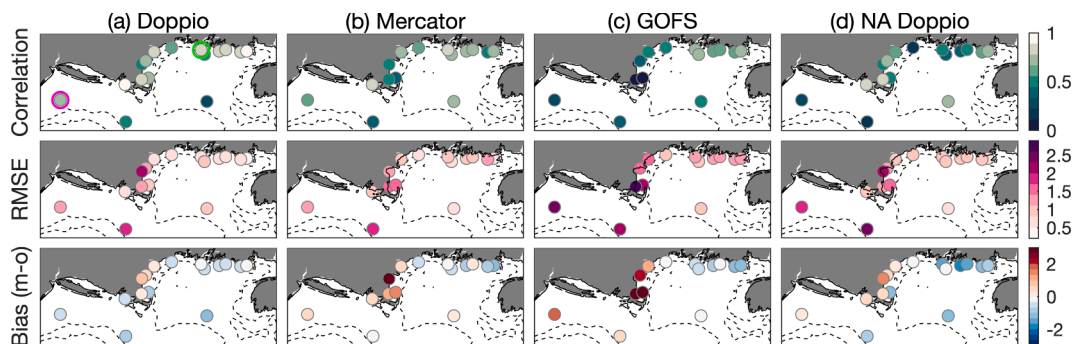 (a) Doppio (b) Mercator (c) GOFS (d) NA Doppio
Correlation
1
0.5
0
RMSE
2.5
2
1.5
1
0.5
Bias (m-o)
2
0
-2